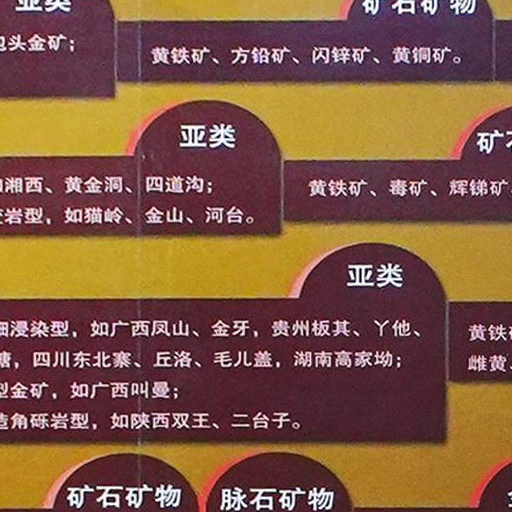 亚类
矿石矿物
包头金矿；
黄铁矿、方铅矿、闪锌矿、黄铜矿。
亚类
矿石
湘西、黄金洞、四道沟；
岩型，如猫岭、金山、河台。
黄铁矿、毒矿、辉锑矿
亚类
细浸染型，如广西凤山、金牙，贵州板其、丫他、
塘，四川东北寨、丘洛、毛儿盖，湖南高家坳；
型金矿，如广西叫曼；
造角砾岩型，如陕西双王、二台子。
黄铁
雌黄
矿石矿物
脉石矿物